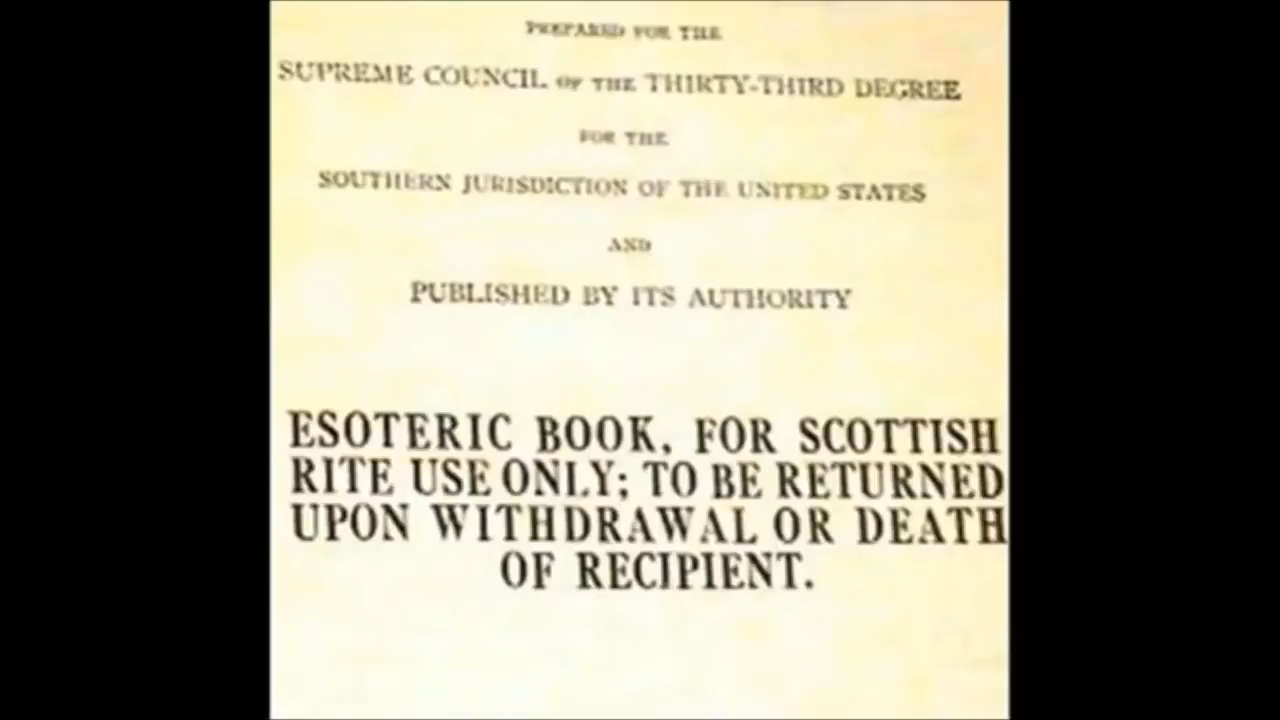 PREPARED FOR THE
SUPREME COUNCIL OF THE THIRTY-THIRD DEGREE
FOR THE
SOUTHERN JURISDICTION OF THE UNITED STATES
AND
PUBLISHED BY ITS AUTHORITY
ESOTERIC BOOK, FOR SCOTTISH
RITE USE ONLY; TO BE RETURNED
UPON WITHDRAWAL OR DEATH
OF RECIPIENT.